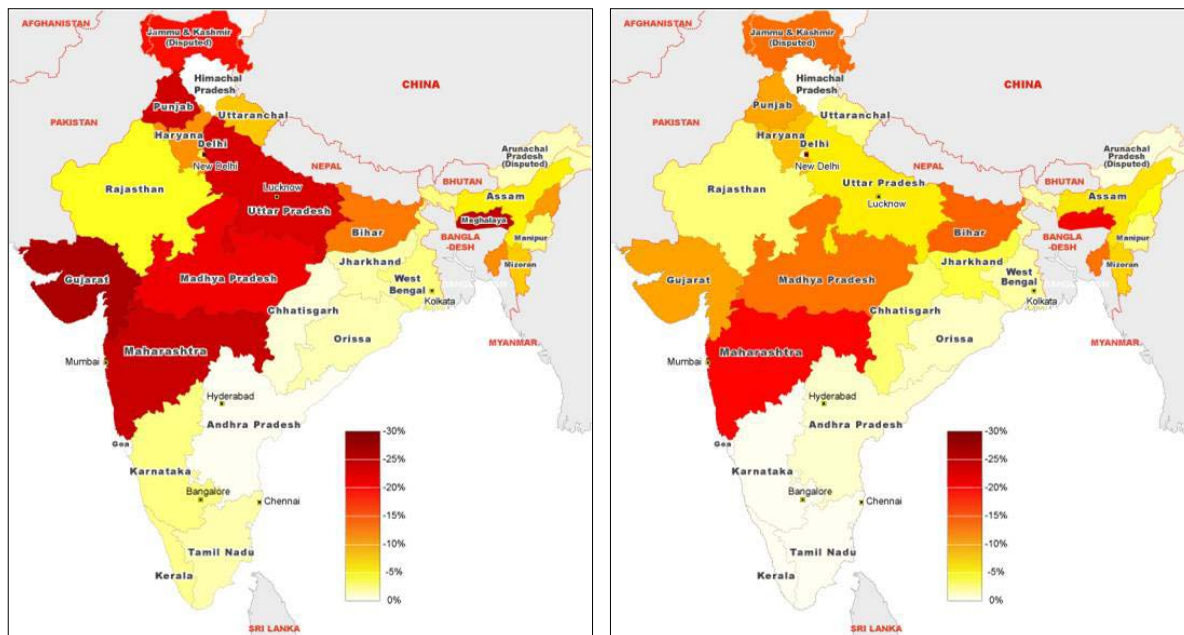 AFGHANISTAN
Jammu & Kashmir
(Disputed)
Himachal
Pradesh
CHINA
Punjab
Uttaranchal
PAKISTAN
Haryana
Delhi
New Delhi
Arunachal
Pradesh (Disputed)
NEPAL
BHUTAN
Rajasthan
Lucknow
Uttar Pradesh
Assam
Meghalaya
Bihar
BANGLA
-DESH
Manipur
Jharkhand
Mizoran
Gujarat
Madhya Pradesh
West
Bengal
Kolkata
Chhatisgarh
Orissa
MYANMAR
Mumbai
Maharashtra
Hyderabad
Andhra Pradesh
Goa
Karnataka
Bangalore
Chennai
Tamil Nadu
Kerala
SRI LANKA
-30%
-25%
-20%
-15%
-10%
-5%
0%
AFGHANISTAN
Jammu & Kashmir
(Disputed)
Himachal
Pradesh
CHINA
Punjab
Uttaranchal
PAKISTAN
Haryana
Delhi
New Delhi
Arunachal
Pradesh (Disputed)
NEPAL
BHUTAN
Rajasthan
Uttar Pradesh
Lucknow
Assam
Bihar
BANGLA
-DESH
Manipur
Jharkhand
Mizoran
Gujarat
Madhya Pradesh
West
Bengal
Kolkata
Chhatisgarh
Orissa
MYANMAR
Mumbai
Maharashtra
Hyderabad
Andhra Pradesh
Goa
Karnataka
Bangalore
Chennai
Tamil Nadu
Kerala
SRI LANKA
-30%
-25%
-20%
-15%
-10%
-5%
0%